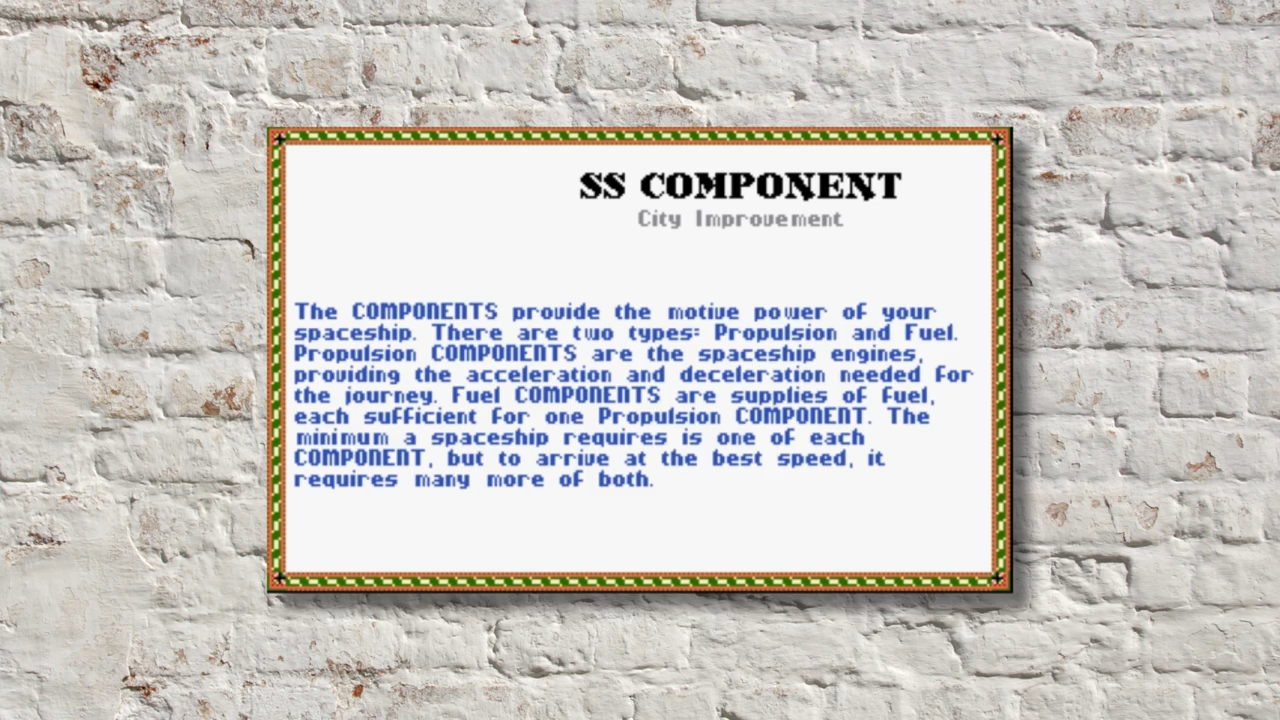 SS COMPONENT
City Improvement
The COMPONENTS provide the motive power of your
spaceship. There are two types: Propulsion and Fuel.
Propulsion COMPONENTS are the spaceship engines,
providing the acceleration and deceleration needed for
the journey. Fuel COMPONENTS are supplies of fuel,
each sufficient for one Propulsion COMPONENT. The
minimum a spaceship requires is one of each
COMPONENT, but to arrive at the best speed, it
requires many more of both.